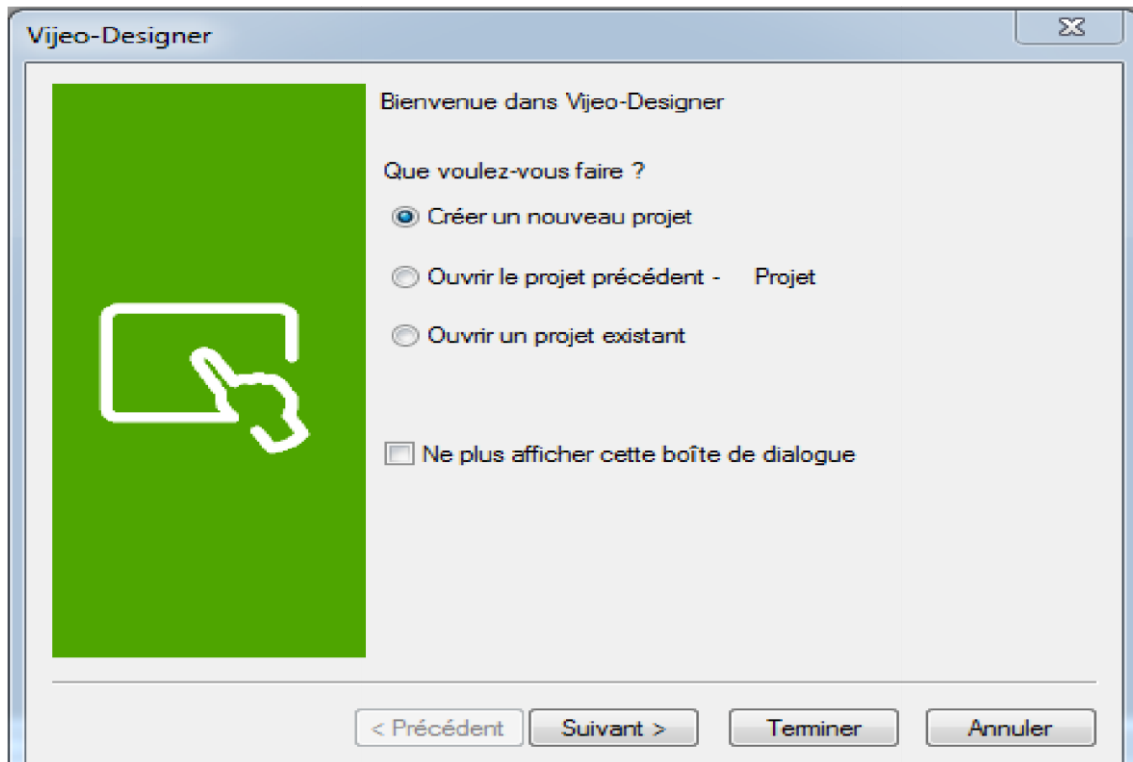 Vijeo-Designer
Bienvenue dans Vijeo-Designer
Que voulez-vous faire ?
Créer un nouveau projet
Ouvrir le projet précédent - Projet
Ouvrir un projet existant
Ne plus afficher cette boîte de dialogue
< Précédent Suivant > Terminer Annuler